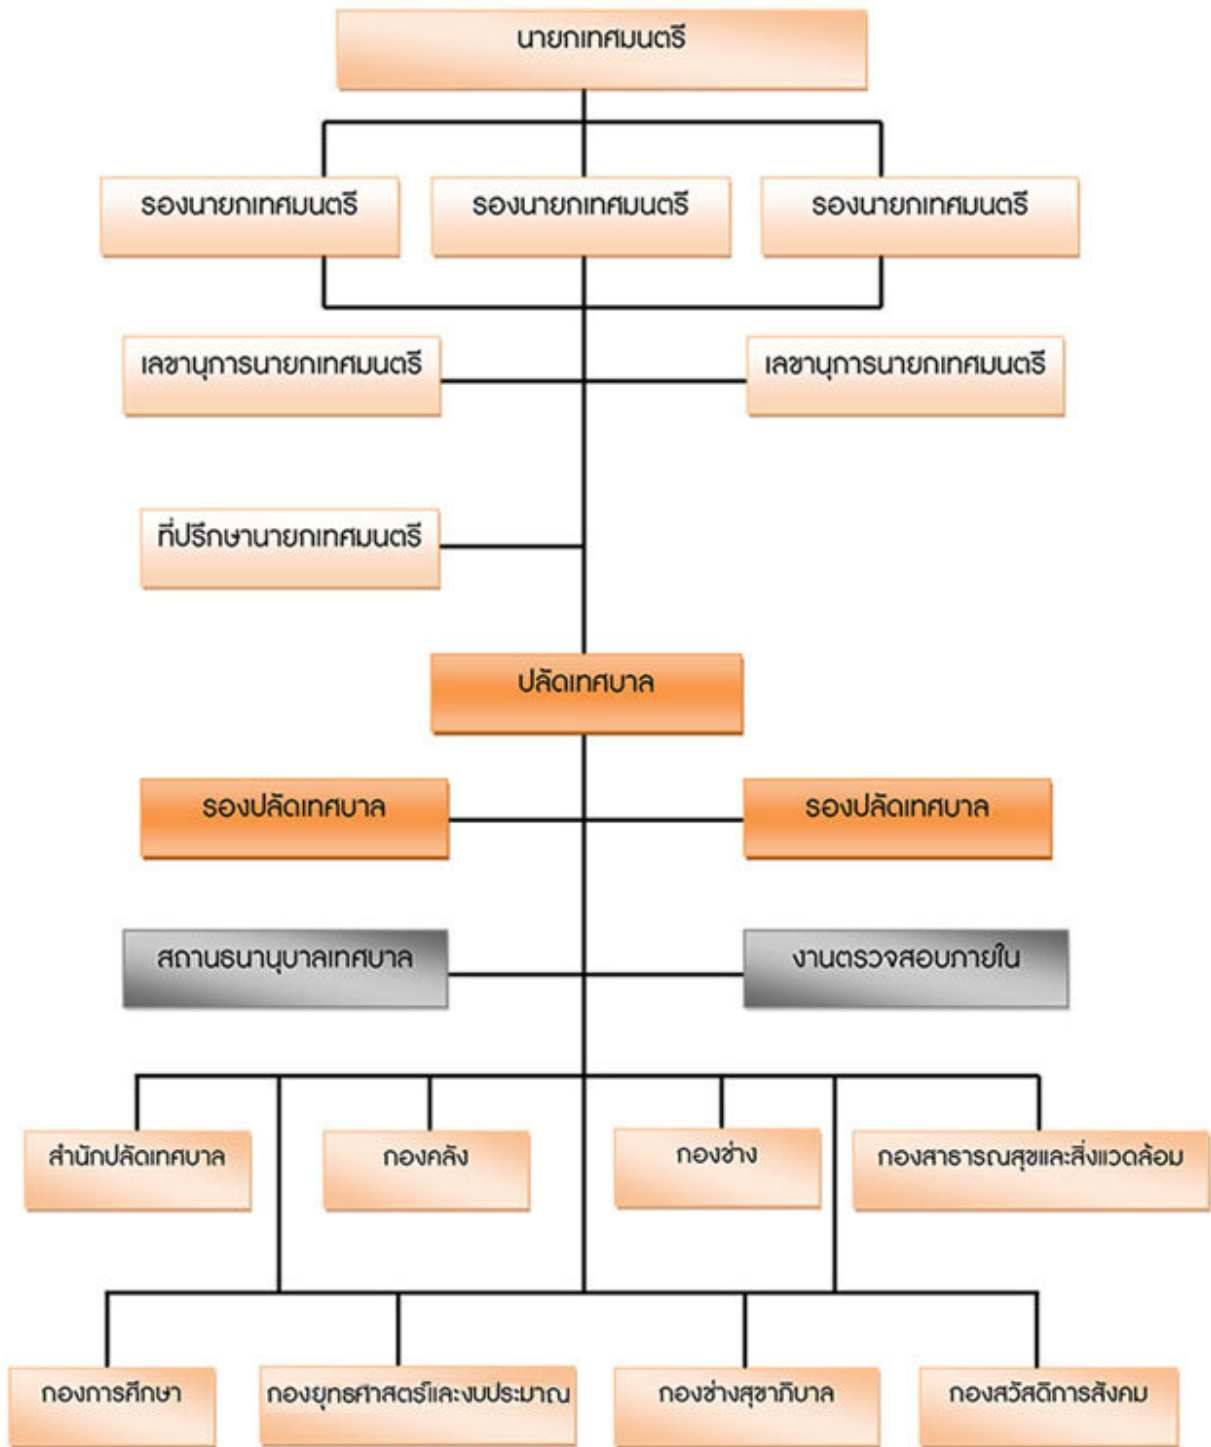 นายกเทศมนตรี
รองนายกเทศมนตรี
รองนายกเทศมนตรี
รองนายกเทศมนตรี
เลขานุการนายกเทศมนตรี
เลขานุการนายกเทศมนตรี
ที่ปรึกษานายกเทศมนตรี
ปลัดเทศบาล
รองปลัดเทศบาล
รองปลัดเทศบาล
สถานธนานุบาลเทศบาล
งานตรวจสอบภายใน
สำนักปลัดเทศบาล
กองคลัง
กองช่าง
กองสาธารณสุขและสิ่งแวดล้อม
กองการศึกษา
กองยุทธศาสตร์และงบประมาณ
กองช่างสุขาภิบาล
กองสวัสดิการสังคม